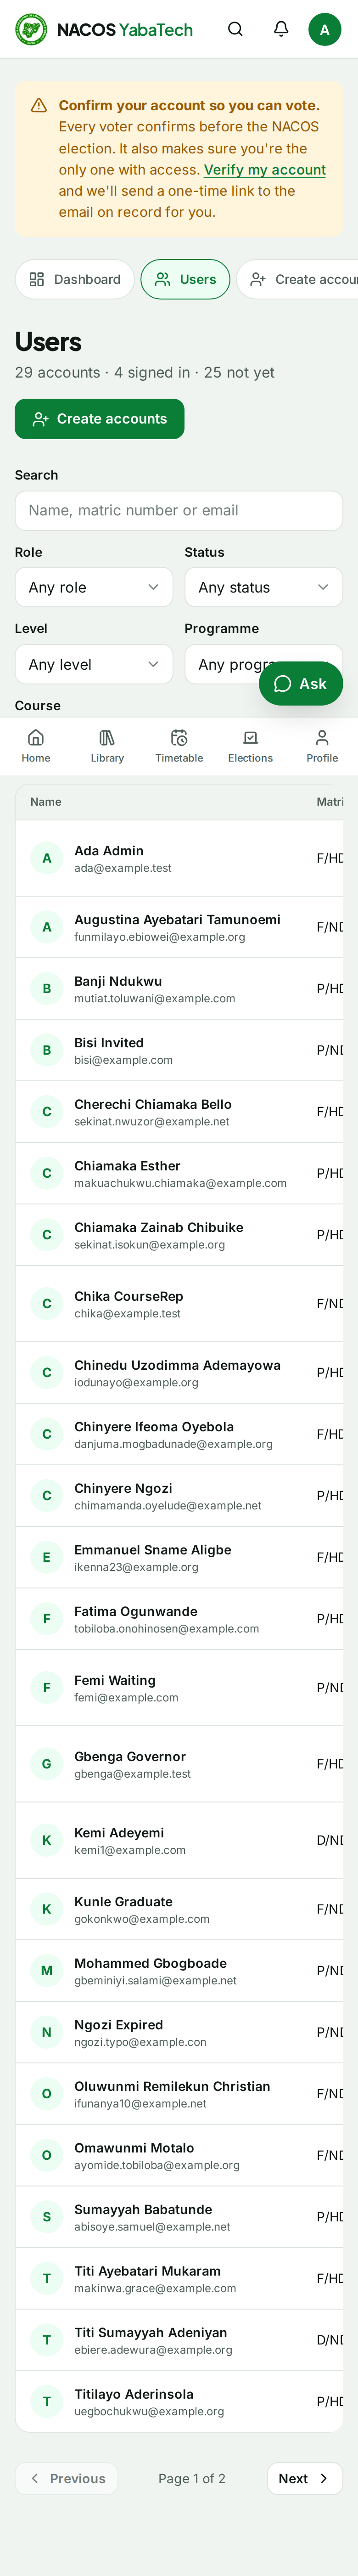 NACOS YabaTech
A
Confirm your account so you can vote.
Every voter confirms before the NACOS
election. It also makes sure you're the
only one with access. Verify my account
and we'll send a one-time link to the
email on record for you.
Dashboard
Users
Create accour
Users
29 accounts · 4 signed in · 25 not yet
Create accounts
Search
Name, matric number or email
Role
Status
Any role
Any status
Level
Programme
Any level
Any progra
Ask
Course
Home
Library
Timetable
Elections
Profile
Name
Matri
A
Ada Admin
ada@example.test
F/HD
A
Augustina Ayebatari Tamunoemi
funmilayo.ebiowei@example.org
F/ND
B
Banji Ndukwu
mutiat.toluwani@example.com
P/HD
B
Bisi Invited
bisi@example.com
P/ND
C
Cherechi Chiamaka Bello
sekinat.nwuzor@example.net
F/HD
C
Chiamaka Esther
makuachukwu.chiamaka@example.com
P/HD
C
Chiamaka Zainab Chibuike
sekinat.isokun@example.org
P/HD
C
Chika CourseRep
chika@example.test
F/ND
C
Chinedu Uzodimma Ademayowa
iodunayo@example.org
P/HD
C
Chinyere Ifeoma Oyebola
danjuma.mogbadunade@example.org
F/HD
C
Chinyere Ngozi
chimamanda.oyelude@example.net
P/HD
E
Emmanuel Sname Aligbe
ikenna23@example.org
F/HD
F
Fatima Ogunwande
tobiloba.onohinosen@example.com
P/HD
F
Femi Waiting
femi@example.com
P/ND
G
Gbenga Governor
gbenga@example.test
F/HD
K
Kemi Adeyemi
kemi1@example.com
D/ND
K
Kunle Graduate
gokonkwo@example.com
F/ND
M
Mohammed Gbogboade
gbeminiyi.salami@example.net
P/ND
N
Ngozi Expired
ngozi.typo@example.con
P/ND
O
Oluwunmi Remilekun Christian
ifunanya10@example.net
F/ND
O
Omawunmi Motalo
ayomide.tobiloba@example.org
F/ND
S
Sumayyah Babatunde
abisoye.samuel@example.net
P/HD
T
Titi Ayebatari Mukaram
makinwa.grace@example.com
F/HD
T
Titi Sumayyah Adeniyan
ebiere.adewura@example.org
D/ND
T
Titilayo Aderinsola
uegbochukwu@example.org
P/HD
Previous
Page 1 of 2
Next